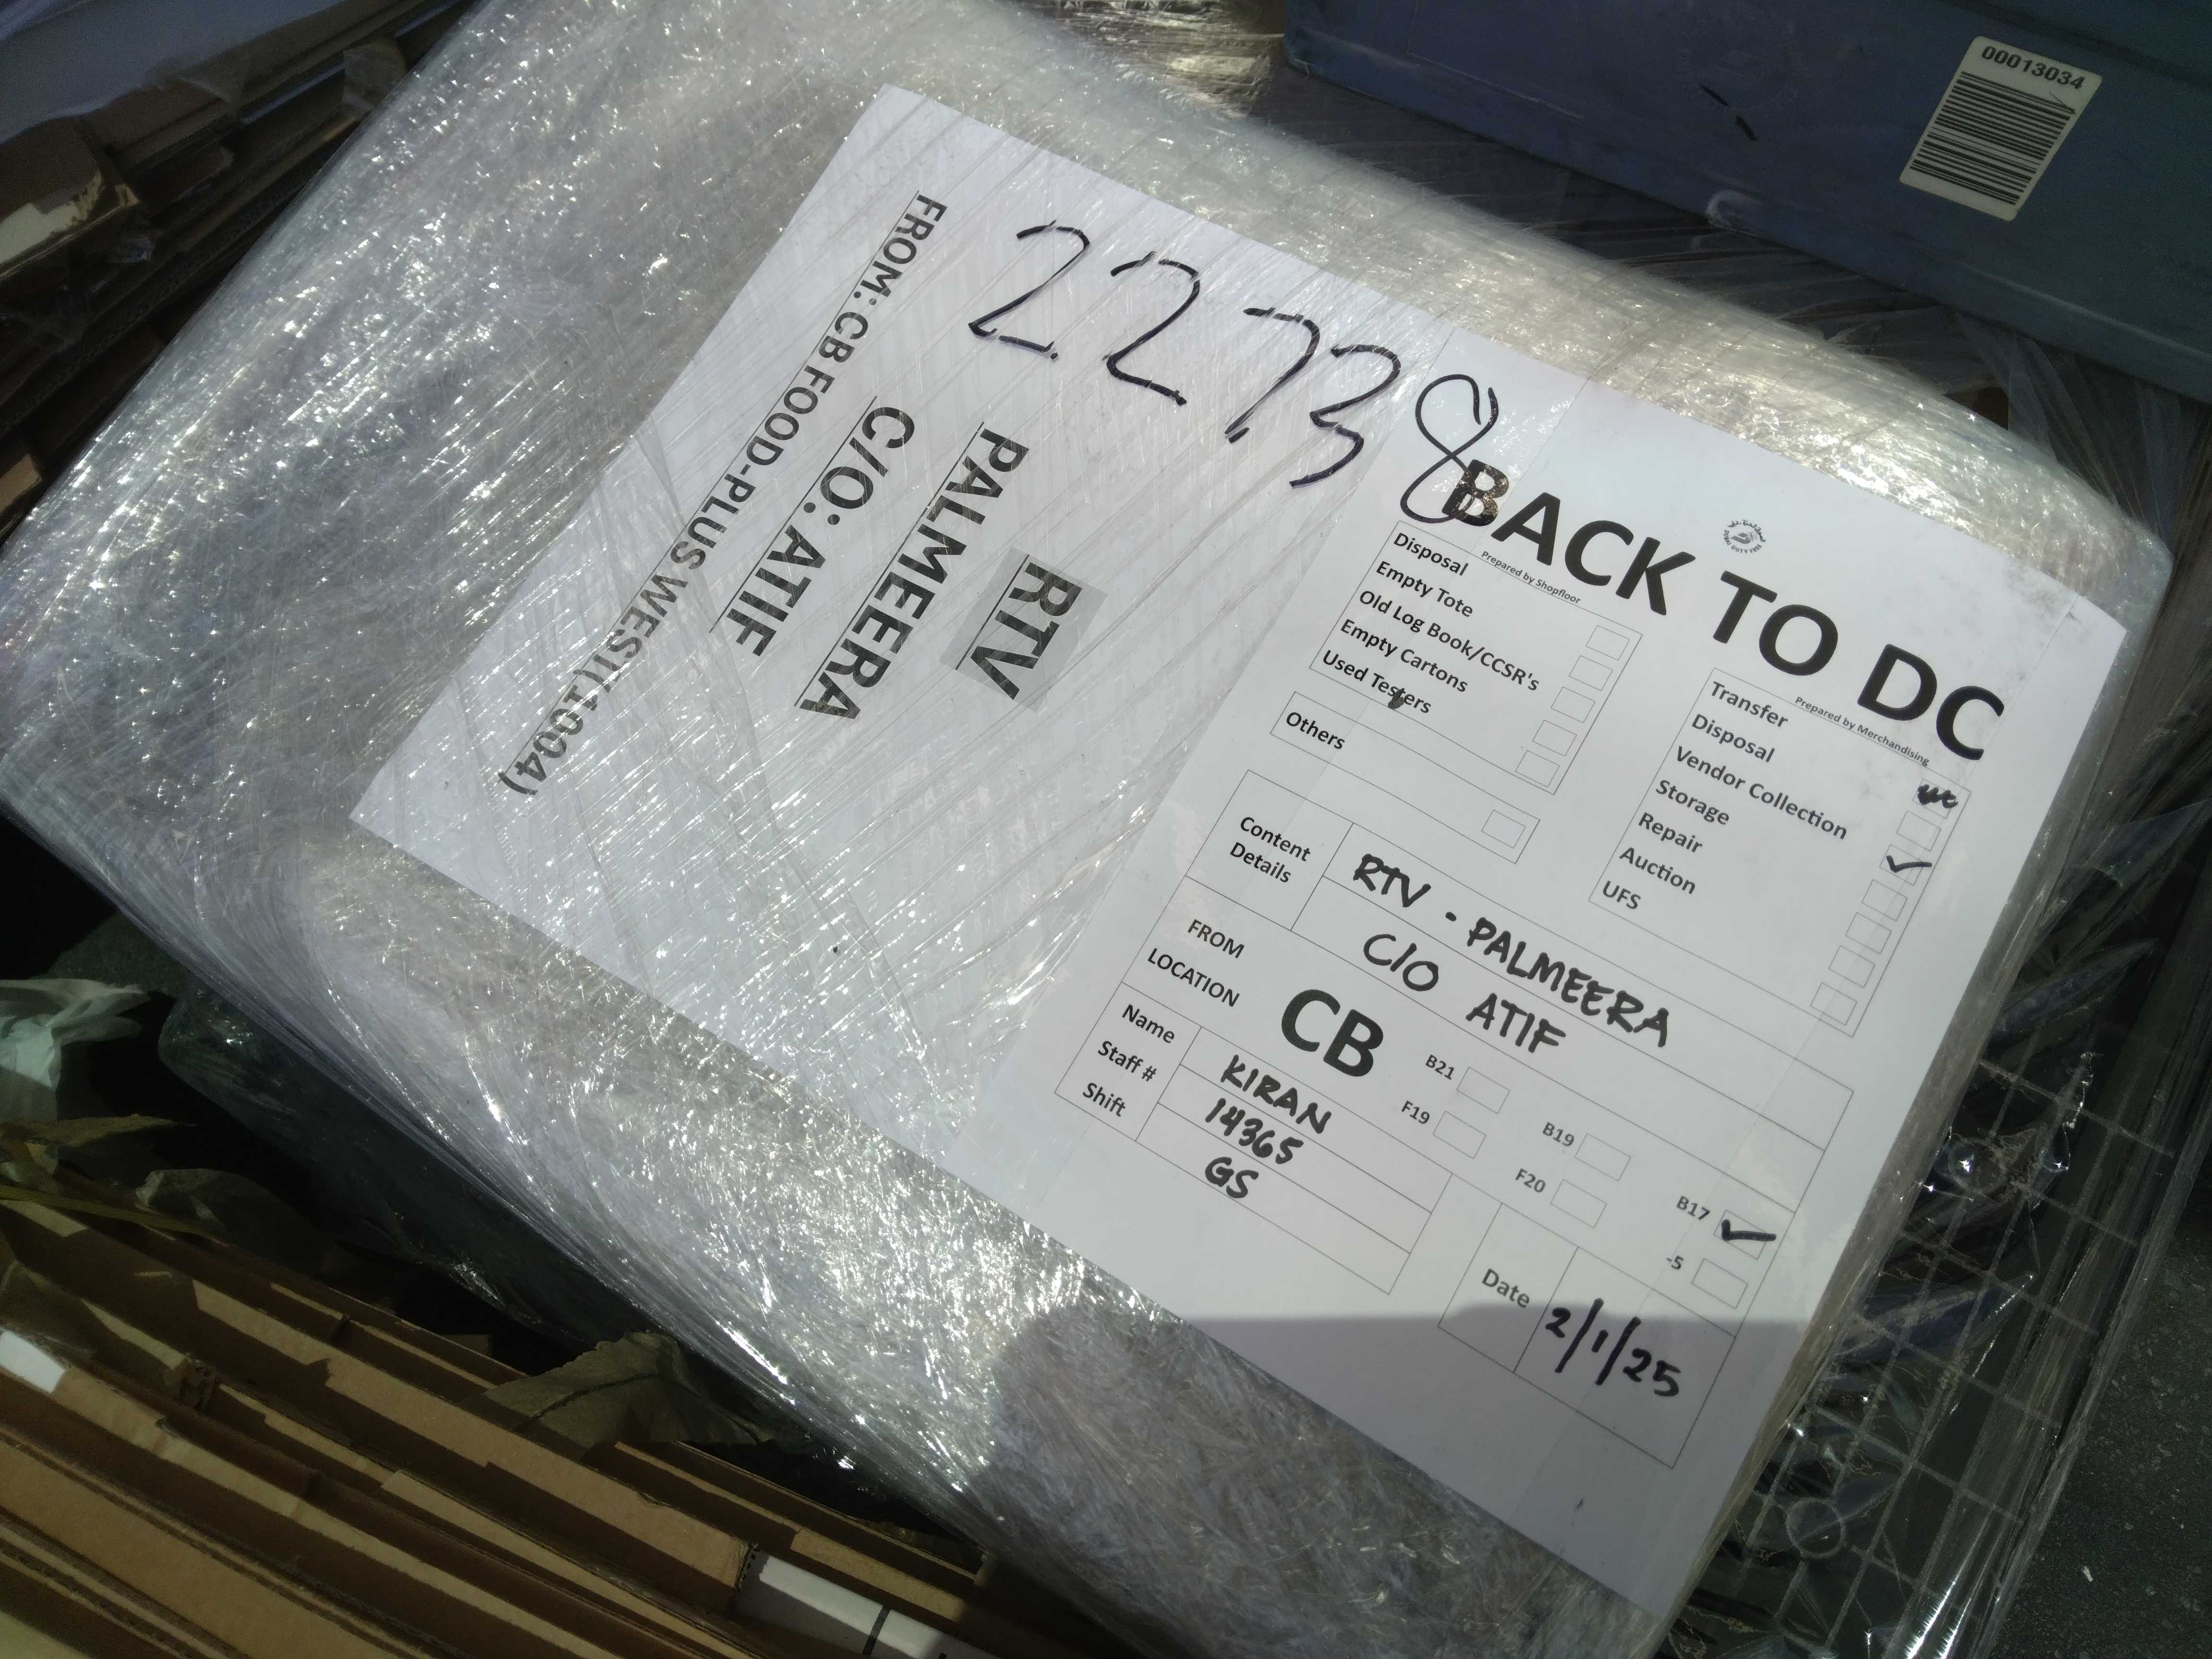 00013034
22738
RTV
PALMEERA
C/O: ATIF
FROM: CB FOOD-PLUS WEST(1004)
BACK TO DC
Prepared by Shopfloor
Disposal
Empty Tote
Old Log Book/CCSR's
Empty Cartons
Used Testers
Others
Prepared by Merchandising
Transfer
Disposal
Vendor Collection ✓
Storage
Repair
Auction
UFS
Content Details
RTV - PALMEERA
C/O ATIF
FROM LOCATION
CB
B21
B19
B17 ✓
F19
F20
-5
Name KIRAN
Staff # 14365
Shift GS
Date 2/1/25